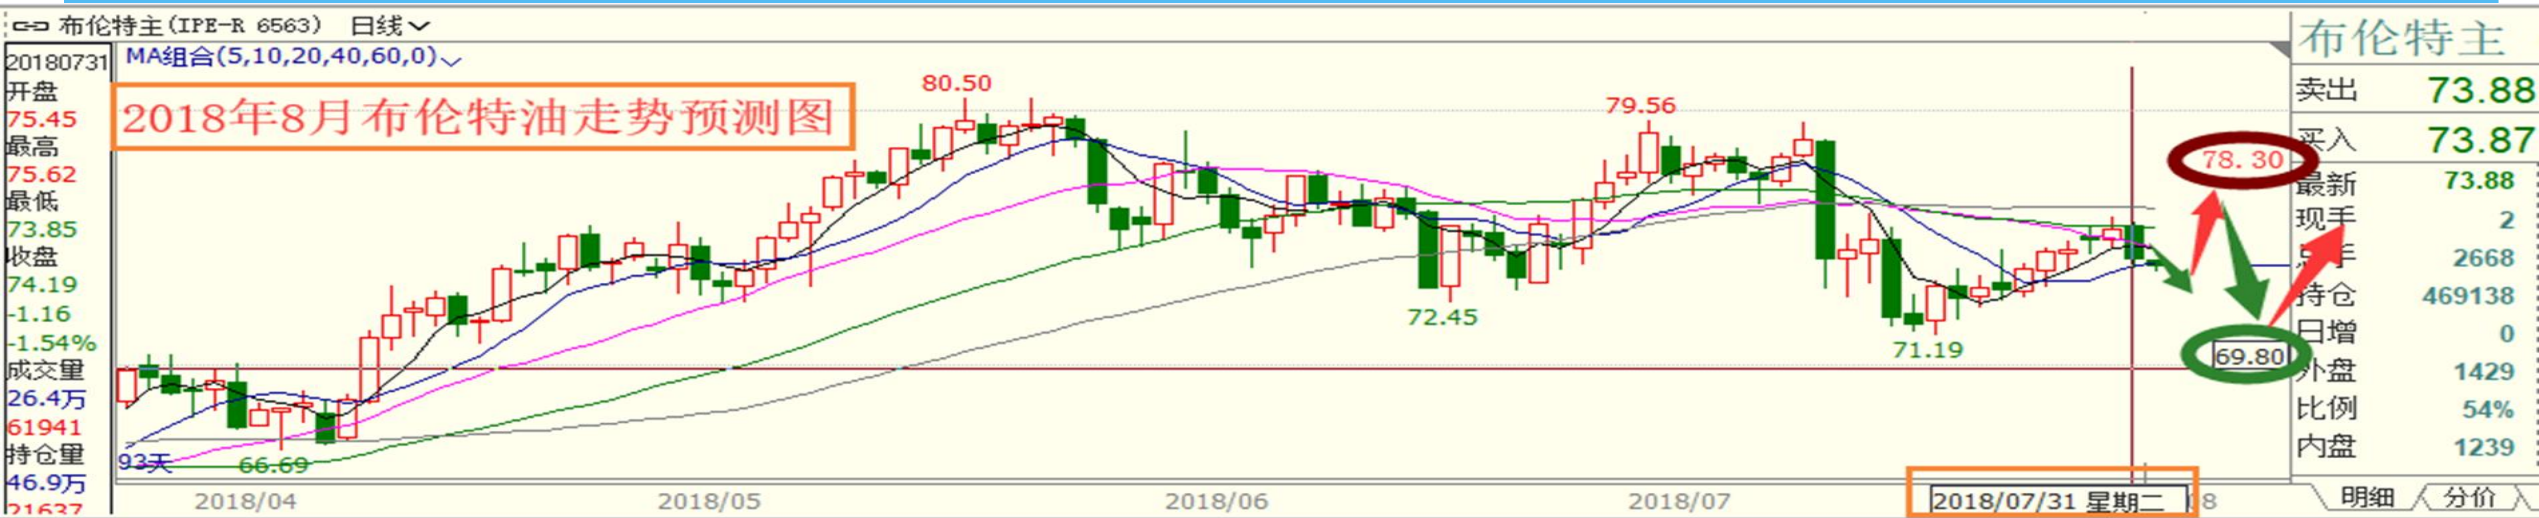 布伦特主(IPE-R 6563) 日线
MA组合(5,10,20,40,60,0)
2018年8月布伦特油走势预测图
20180731
开盘
75.45
最高
75.62
最低
73.85
收盘
74.19
-1.16
-1.54%
成交量
26.4万
61941
持仓量
46.9万
21637
80.50
79.56
72.45
71.19
66.69
93天
78.30
69.80
2018/04
2018/05
2018/06
2018/07
2018/07/31 星期二
08
布伦特主
卖出 73.88
买入 73.87
最新 73.88
现手 2
总手 2668
持仓 469138
日增 0
外盘 1429
比例 54%
内盘 1239
明细 分价